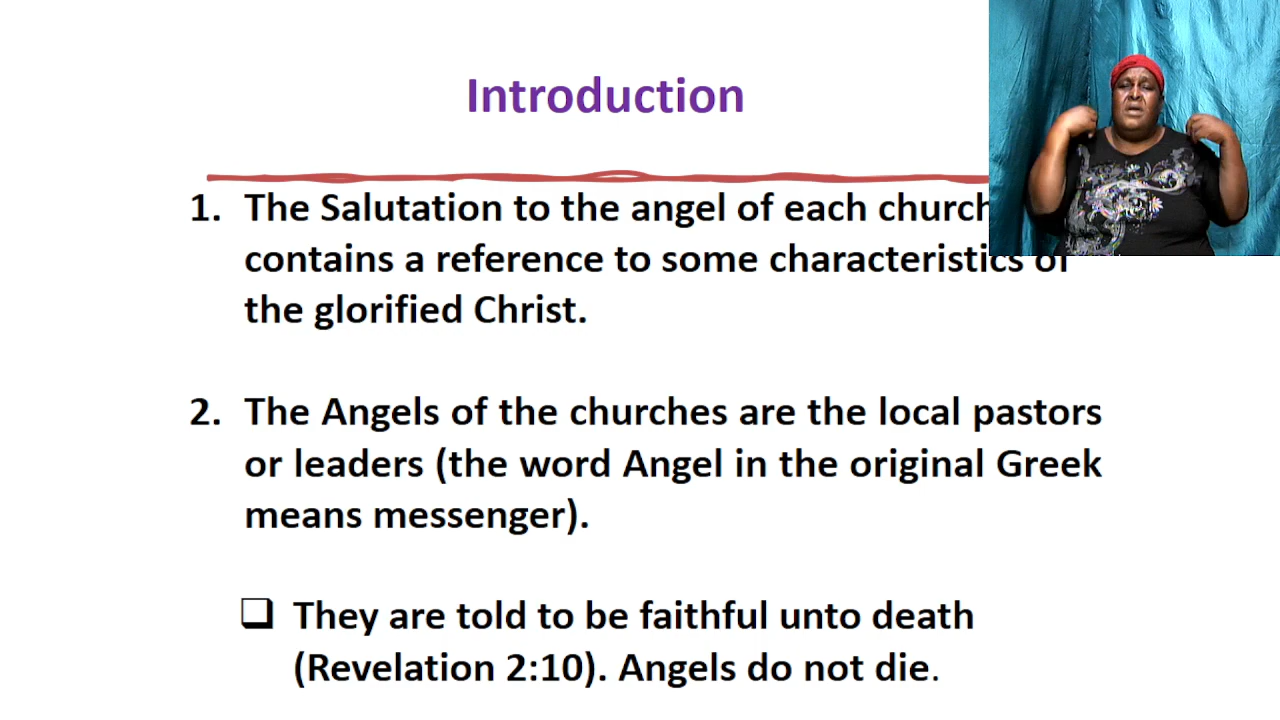 Introduction
1. The Salutation to the angel of each church
contains a reference to some characteristics of
the glorified Christ.
2. The Angels of the churches are the local pastors
or leaders (the word Angel in the original Greek
means messenger).
❑ They are told to be faithful unto death
(Revelation 2:10). Angels do not die.